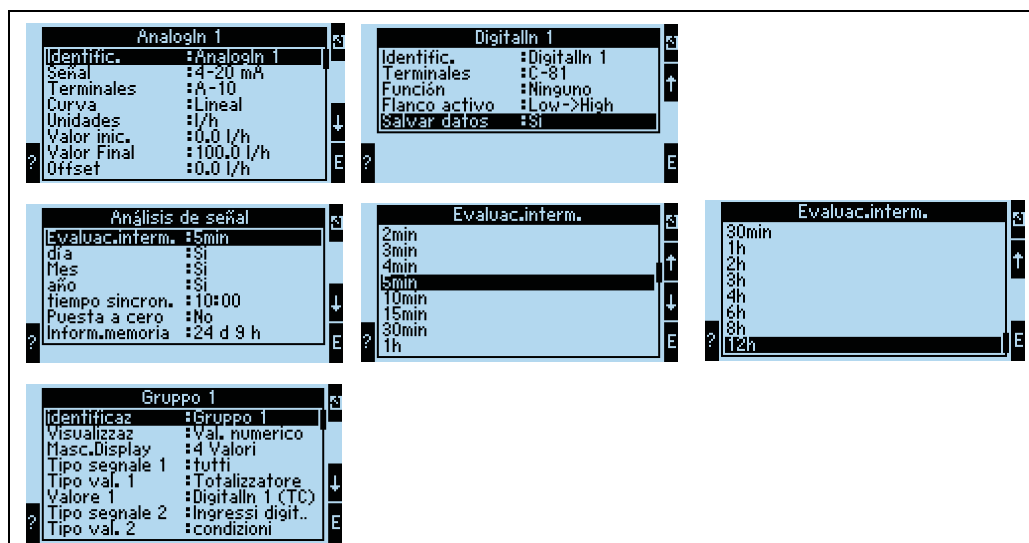 AnalogIn 1
Identific. :AnalogIn 1
Señal :4-20 mA
Terminales :A-10
Curva :Lineal
Unidades :l/h
Valor inic. :0.0 l/h
Valor Final :100.0 l/h
Offset :0.0 l/h
? ↓ E
DigitalIn 1
Identific. :DigitalIn 1
Terminales :C-81
Función :Ninguno
Flanco activo :Low->High
Salvar datos :Si
? ↑ E
Análisis de señal
Evaluac.interm. :5min
día :Si
Mes :Si
año :Si
tiempo sincron. :10:00
Puesta a cero :No
Inform.memoria :24 d 9 h
? ↓ E
Evaluac.interm.
2min
3min
4min
5min
10min
15min
30min
1h
? ↑ ↓ E
Evaluac.interm.
30min
1h
2h
3h
4h
6h
8h
12h
? ↑ E
Gruppo 1
identificaz :Gruppo 1
Visualizzaz :Val. numerico
Masc.Display :4 Valori
Tipo segnale 1 :tutti
Tipo val. 1 :Totalizzatore
Valore 1 :DigitalIn 1 (TC)
Tipo segnale 2 :Ingressi digit..
Tipo val. 2 :condizioni
? ↓ E